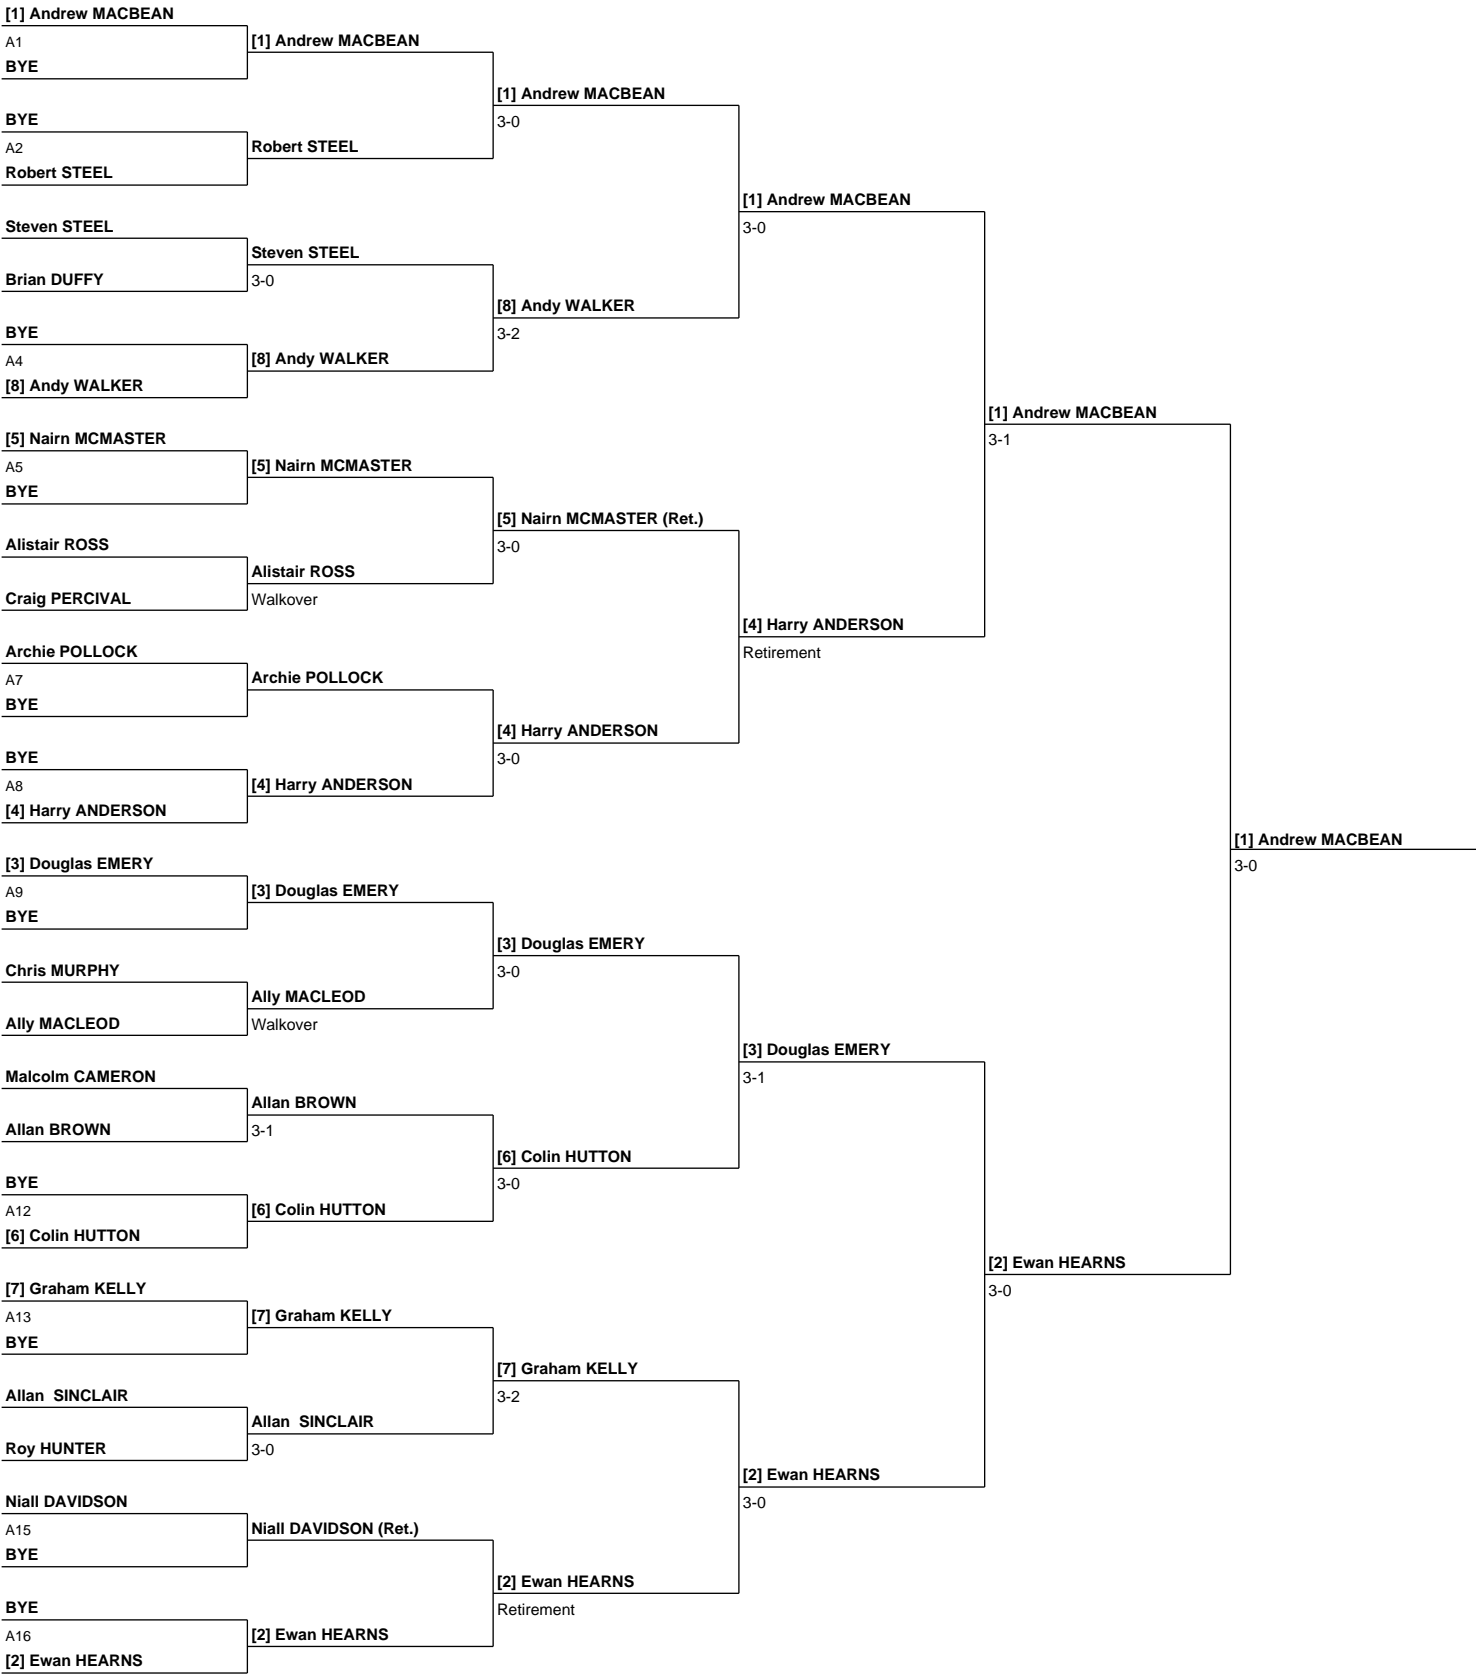 [1] Andrew MACBEAN
A1
BYE
BYE
A2
Robert STEEL
Steven STEEL
Brian DUFFY
BYE
A4
[8] Andy WALKER
[5] Nairn MCMASTER
A5
BYE
Alistair ROSS
Craig PERCIVAL
Archie POLLOCK
A7
BYE
BYE
A8
[4] Harry ANDERSON
[3] Douglas EMERY
A9
BYE
Chris MURPHY
Ally MACLEOD
Malcolm CAMERON
Allan BROWN
BYE
A12
[6] Colin HUTTON
[7] Graham KELLY
A13
BYE
Allan  SINCLAIR
Roy HUNTER
Niall DAVIDSON
A15
BYE
BYE
A16
[2] Ewan HEARNS
[1] Andrew MACBEAN
Robert STEEL
Steven STEEL
3-0
[8] Andy WALKER
[5] Nairn MCMASTER
Alistair ROSS
Walkover
Archie POLLOCK
[4] Harry ANDERSON
[3] Douglas EMERY
Ally MACLEOD
Walkover
Allan BROWN
3-1
[6] Colin HUTTON
[7] Graham KELLY
Allan  SINCLAIR
3-0
Niall DAVIDSON (Ret.)
[2] Ewan HEARNS
[1] Andrew MACBEAN
3-0
[8] Andy WALKER
3-2
[5] Nairn MCMASTER (Ret.)
3-0
[4] Harry ANDERSON
3-0
[3] Douglas EMERY
3-0
[6] Colin HUTTON
3-0
[7] Graham KELLY
3-2
[2] Ewan HEARNS
Retirement
[1] Andrew MACBEAN
3-0
[4] Harry ANDERSON
Retirement
[3] Douglas EMERY
3-1
[2] Ewan HEARNS
3-0
[1] Andrew MACBEAN
3-1
[2] Ewan HEARNS
3-0
[1] Andrew MACBEAN
3-0